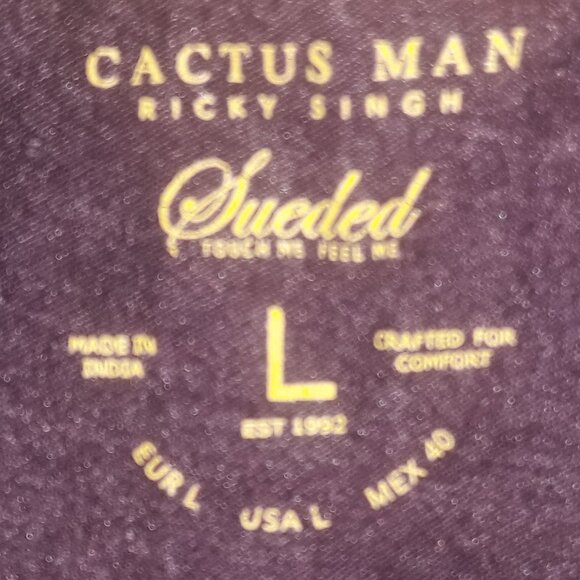 CACTUS MAN
RICKY SINGH
Sueded
TOUCH ME FEEL ME
L
MADE IN
INDIA
CRAFTED FOR
COMFORT
EST 1992
EUR L
USA L
MEX 40